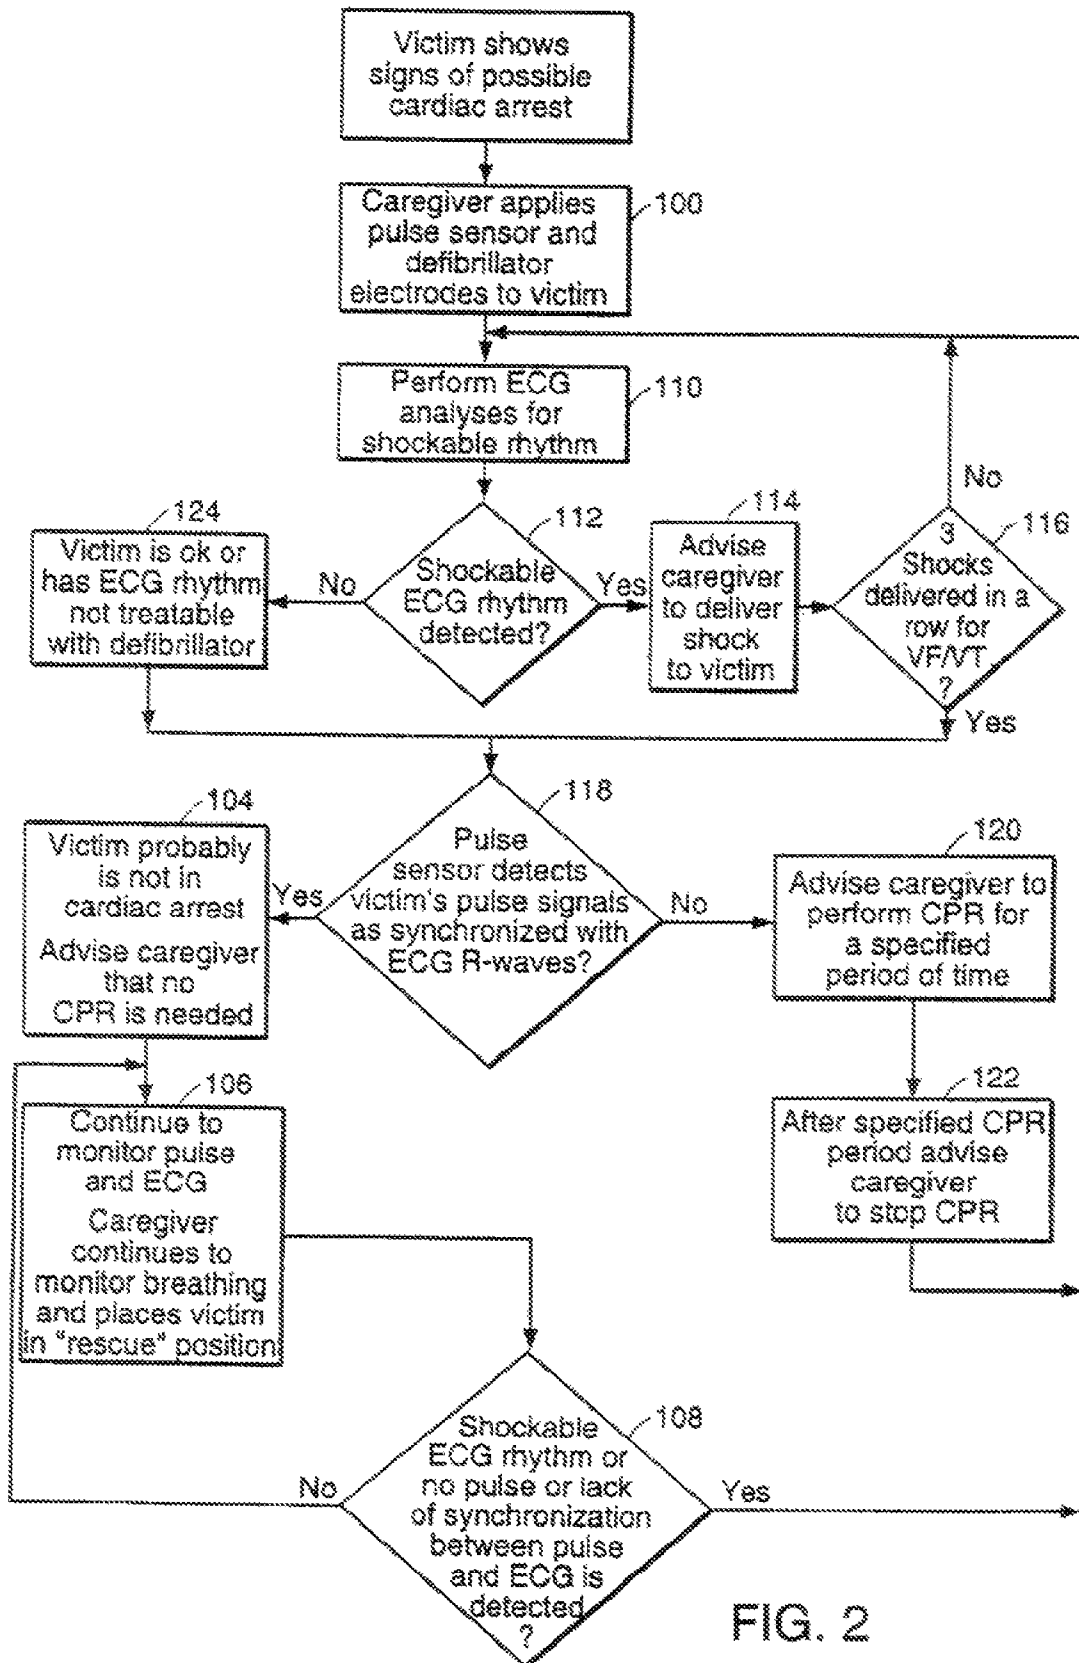 Victim shows
signs of possible
cardiac arrest
100
Caregiver applies
pulse sensor and
defibrillator
electrodes to victim
110
Perform ECG
analyses for
shockable rhythm
No
124
Victim is ok or
has ECG rhythm
not treatable
with defibrillator
No
112
Shockable
ECG rhythm
detected?
Yes
114
Advise
caregiver
to deliver
shock
to victim
116
3
Shocks
delivered in a
row for
VF/VT
?
Yes
118
Pulse
sensor detects
victim's pulse signals
as synchronized with
ECG R-waves?
Yes
No
104
Victim probably
is not in
cardiac arrest
Advise caregiver
that no
CPR is needed
120
Advise caregiver to
perform CPR for
a specified
period of time
106
Continue to
monitor pulse
and ECG
Caregiver
continues to
monitor breathing
and places victim
in "rescue" position
122
After specified CPR
period advise
caregiver
to stop CPR
108
Shockable
ECG rhythm or
no pulse or lack
of synchronization
between pulse
and ECG is
detected
?
No
Yes
FIG. 2